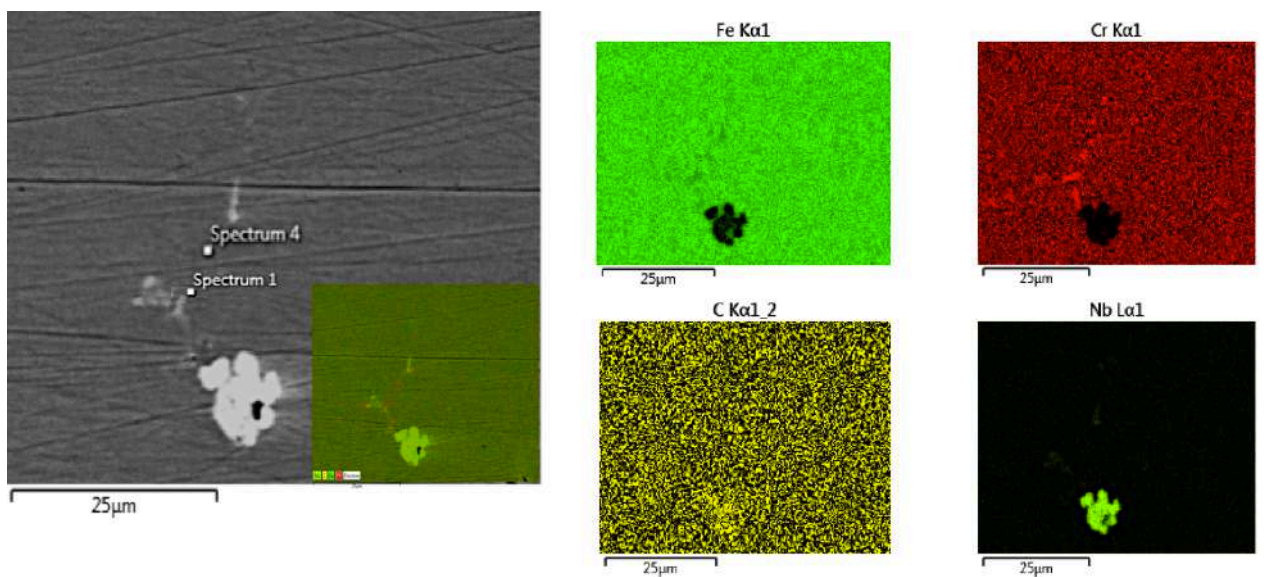 Spectrum 4
Spectrum 1
25µm
Fe Kα1
25µm
Cr Kα1
25µm
C Kα1_2
25µm
Nb Lα1
25µm